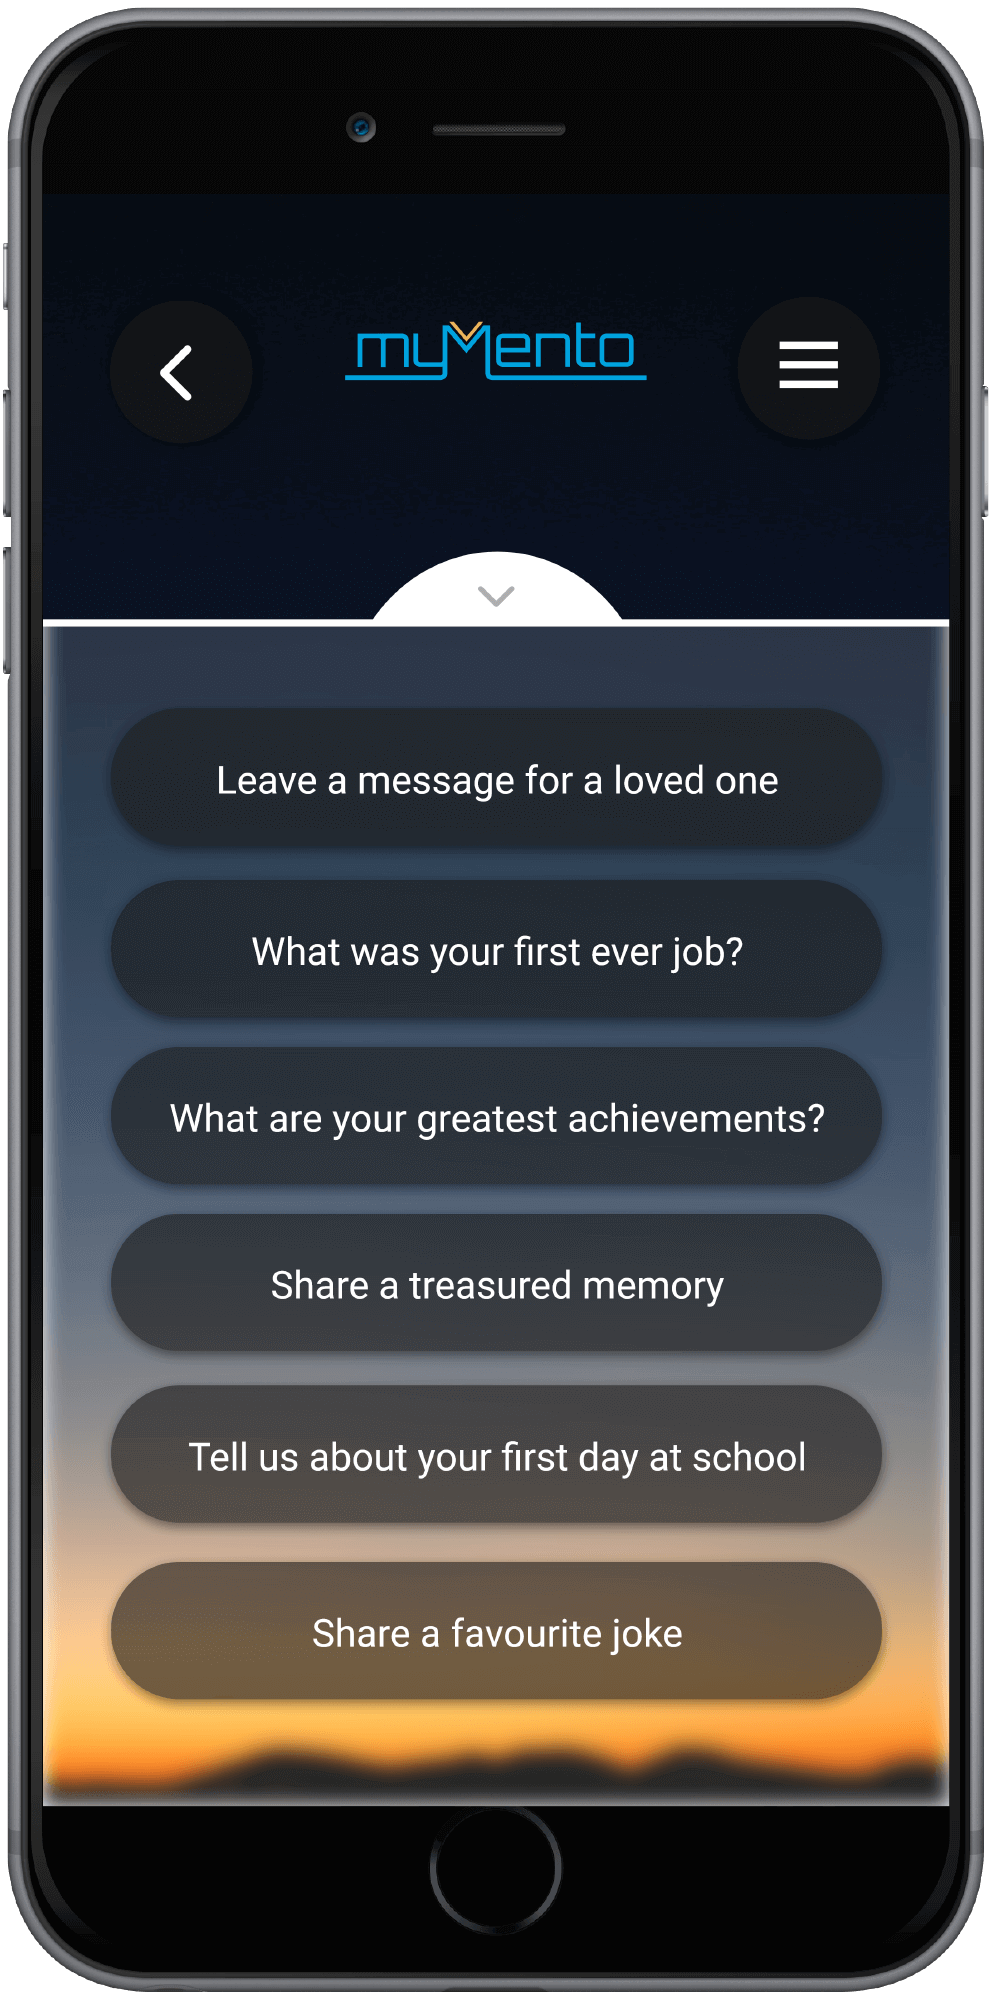 myMento
Leave a message for a loved one
What was your first ever job?
What are your greatest achievements?
Share a treasured memory
Tell us about your first day at school
Share a favourite joke